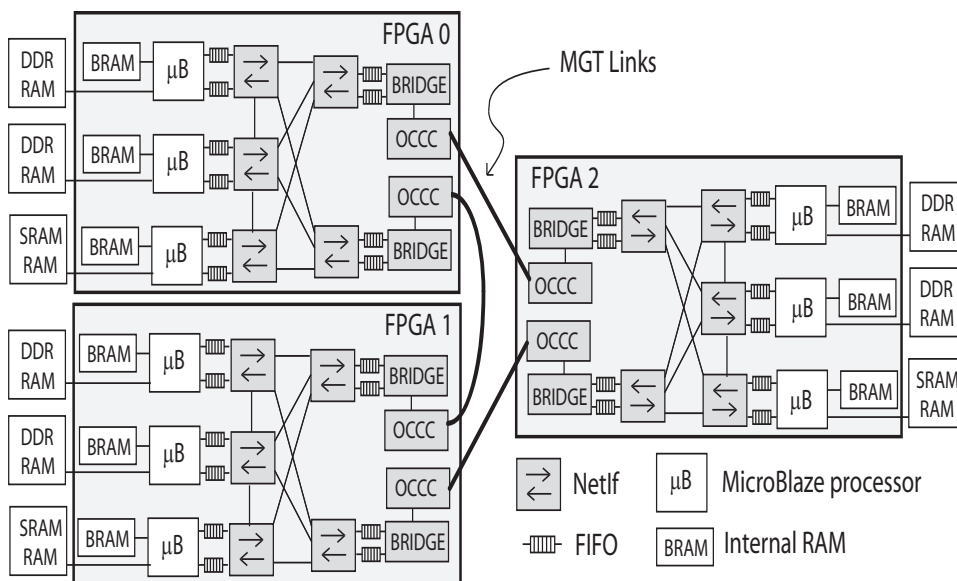 FPGA 0
DDR
RAM
BRAM
μB
BRIDGE
OCCC
DDR
RAM
BRAM
μB
OCCC
BRIDGE
SRAM
RAM
BRAM
μB
MGT Links
FPGA 1
DDR
RAM
BRAM
μB
BRIDGE
OCCC
DDR
RAM
BRAM
μB
OCCC
BRIDGE
SRAM
RAM
BRAM
μB
FPGA 2
BRIDGE
OCCC
μB
BRAM
DDR
RAM
OCCC
BRIDGE
μB
BRAM
DDR
RAM
μB
BRAM
SRAM
RAM
NetIf
μB
MicroBlaze processor
FIFO
BRAM
Internal RAM